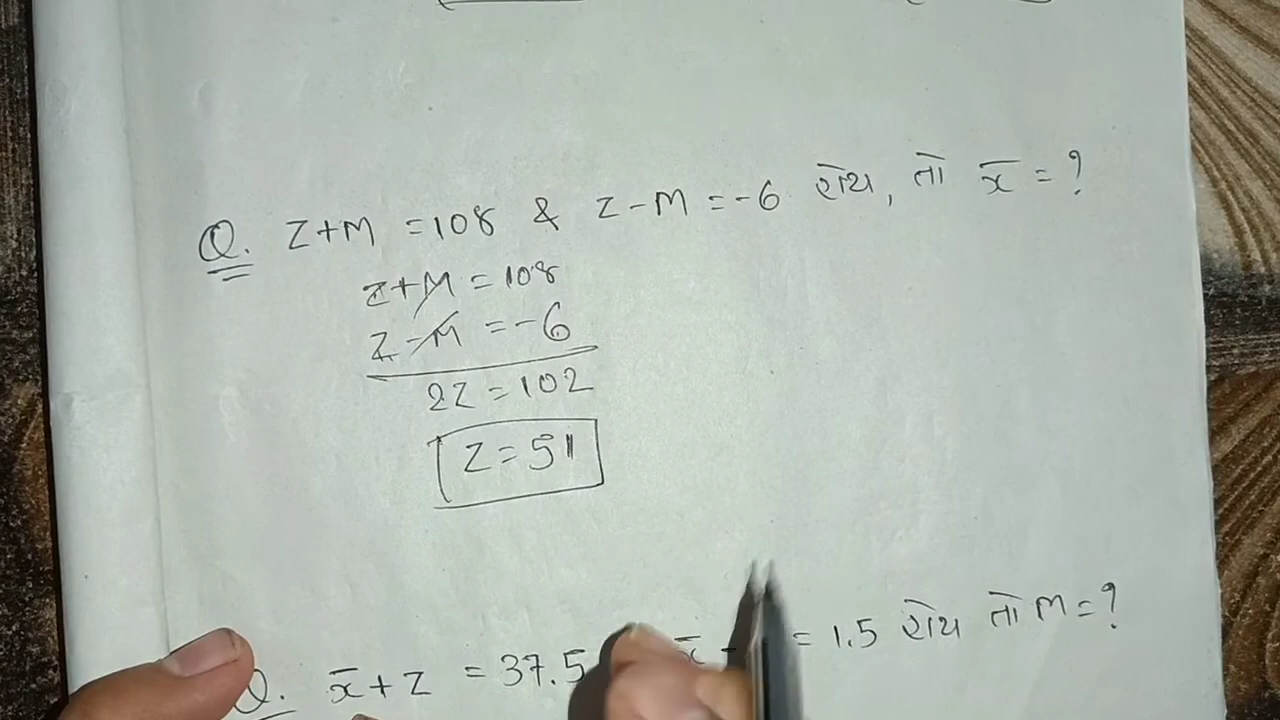 Q. Z+M = 108 & Z-M = -6 હોય, તો x̄ = ?
Z+M = 108
Z-M = -6
2Z = 102
Z = 51
Q. x̄+Z = 37.5 x̄- = 1.5 હોય તો M = ?